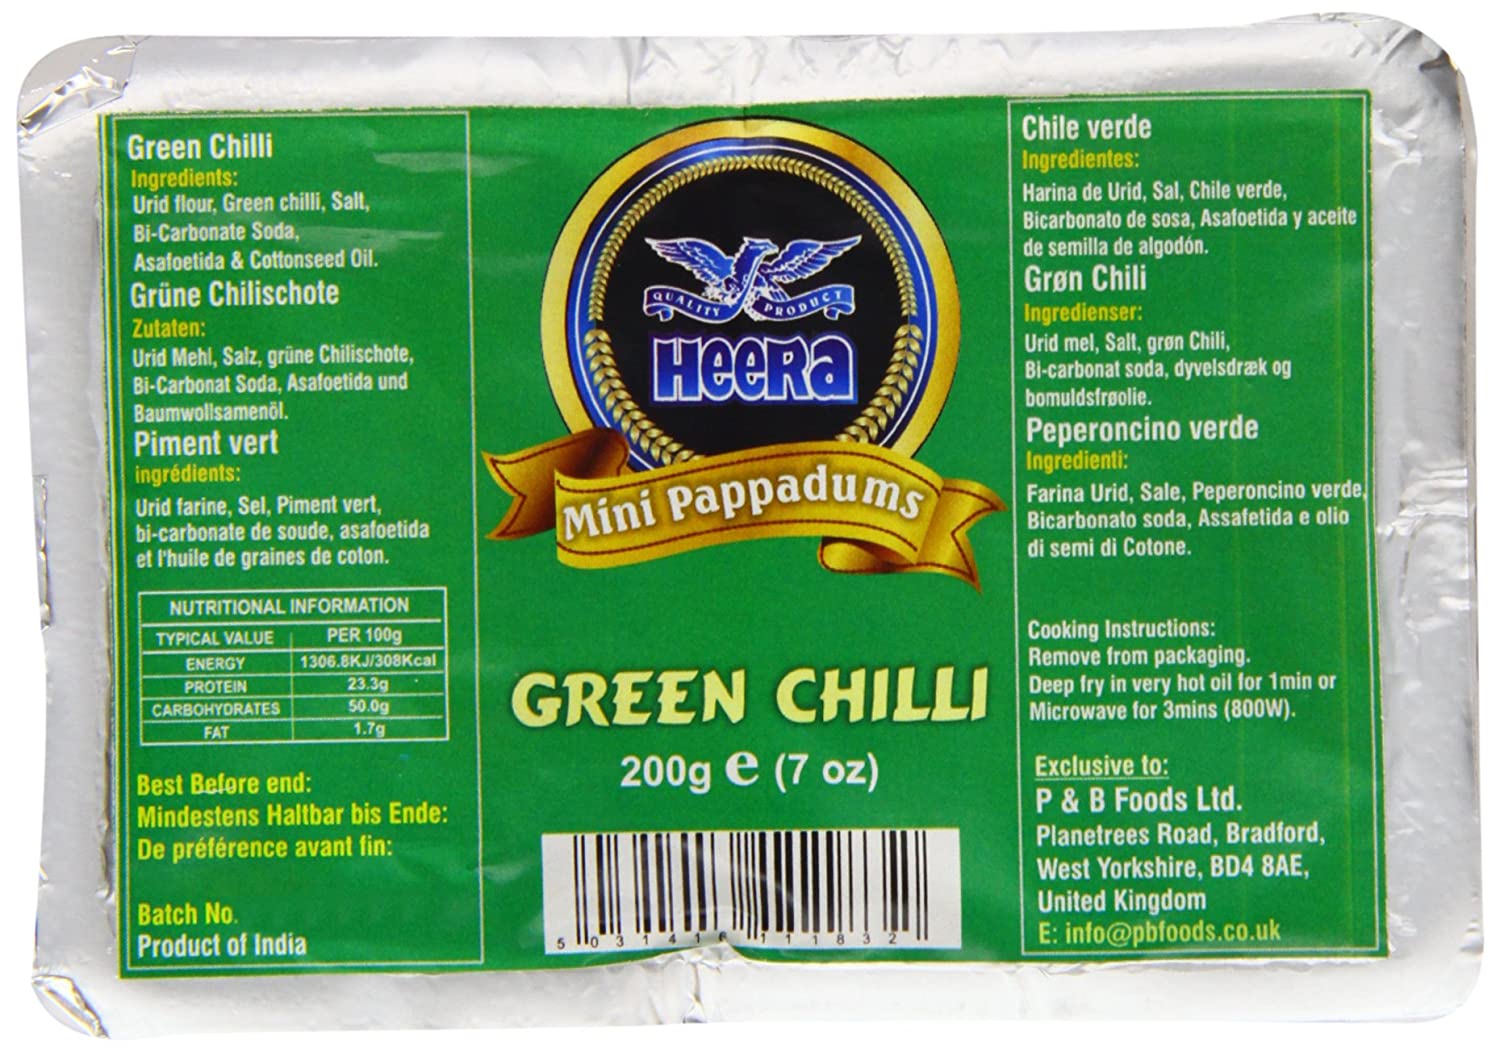 Green Chilli
Ingredients:
Urid flour, Green chilli, Salt,
Bi-Carbonate Soda,
Asafoetida & Cottonseed Oil.
Grüne Chilischote
Zutaten:
Urid Mehl, Salz, grüne Chilischote,
Bi-Carbonat Soda, Asafoetida und
Baumwollsamenöl.
Piment vert
ingrédients:
Urid farine, Sel, Piment vert,
bi-carbonate de soude, asafoetida
et l'huile de graines de coton.
NUTRITIONAL INFORMATION
TYPICAL VALUE PER 100g
ENERGY 1306.8KJ/308Kcal
PROTEIN 23.3g
CARBOHYDRATES 50.0g
FAT 1.7g
Best Before end:
Mindestens Haltbar bis Ende:
De préférence avant fin:
Batch No.
Product of India
QUALITY PRODUCT
HeeRa
Mini Pappadums
GREEN CHILLI
200g e (7 oz)
5031416111832
Chile verde
Ingredientes:
Harina de Urid, Sal, Chile verde,
Bicarbonato de sosa, Asafoetida y aceite
de semilla de algodón.
Grøn Chili
Ingredienser:
Urid mel, Salt, grøn Chili,
Bi-carbonat soda, dyvelsdræk og
bomuldsfrøolie.
Peperoncino verde
Ingredienti:
Farina Urid, Sale, Peperoncino verde,
Bicarbonato soda, Assafetida e olio
di semi di Cotone.
Cooking Instructions:
Remove from packaging.
Deep fry in very hot oil for 1min or
Microwave for 3mins (800W).
Exclusive to:
P & B Foods Ltd.
Planetrees Road, Bradford,
West Yorkshire, BD4 8AE,
United Kingdom
E: info@pbfoods.co.uk